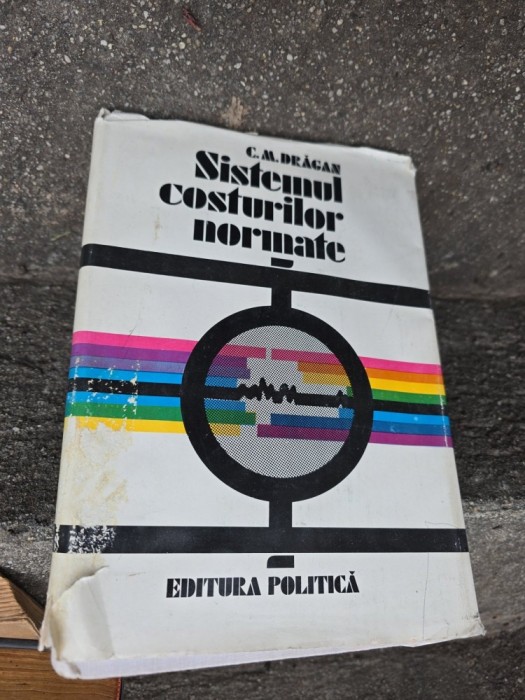 C.M. DRĂGAN
Sistemul
costurilor
normate
EDITURA POLITICĂ